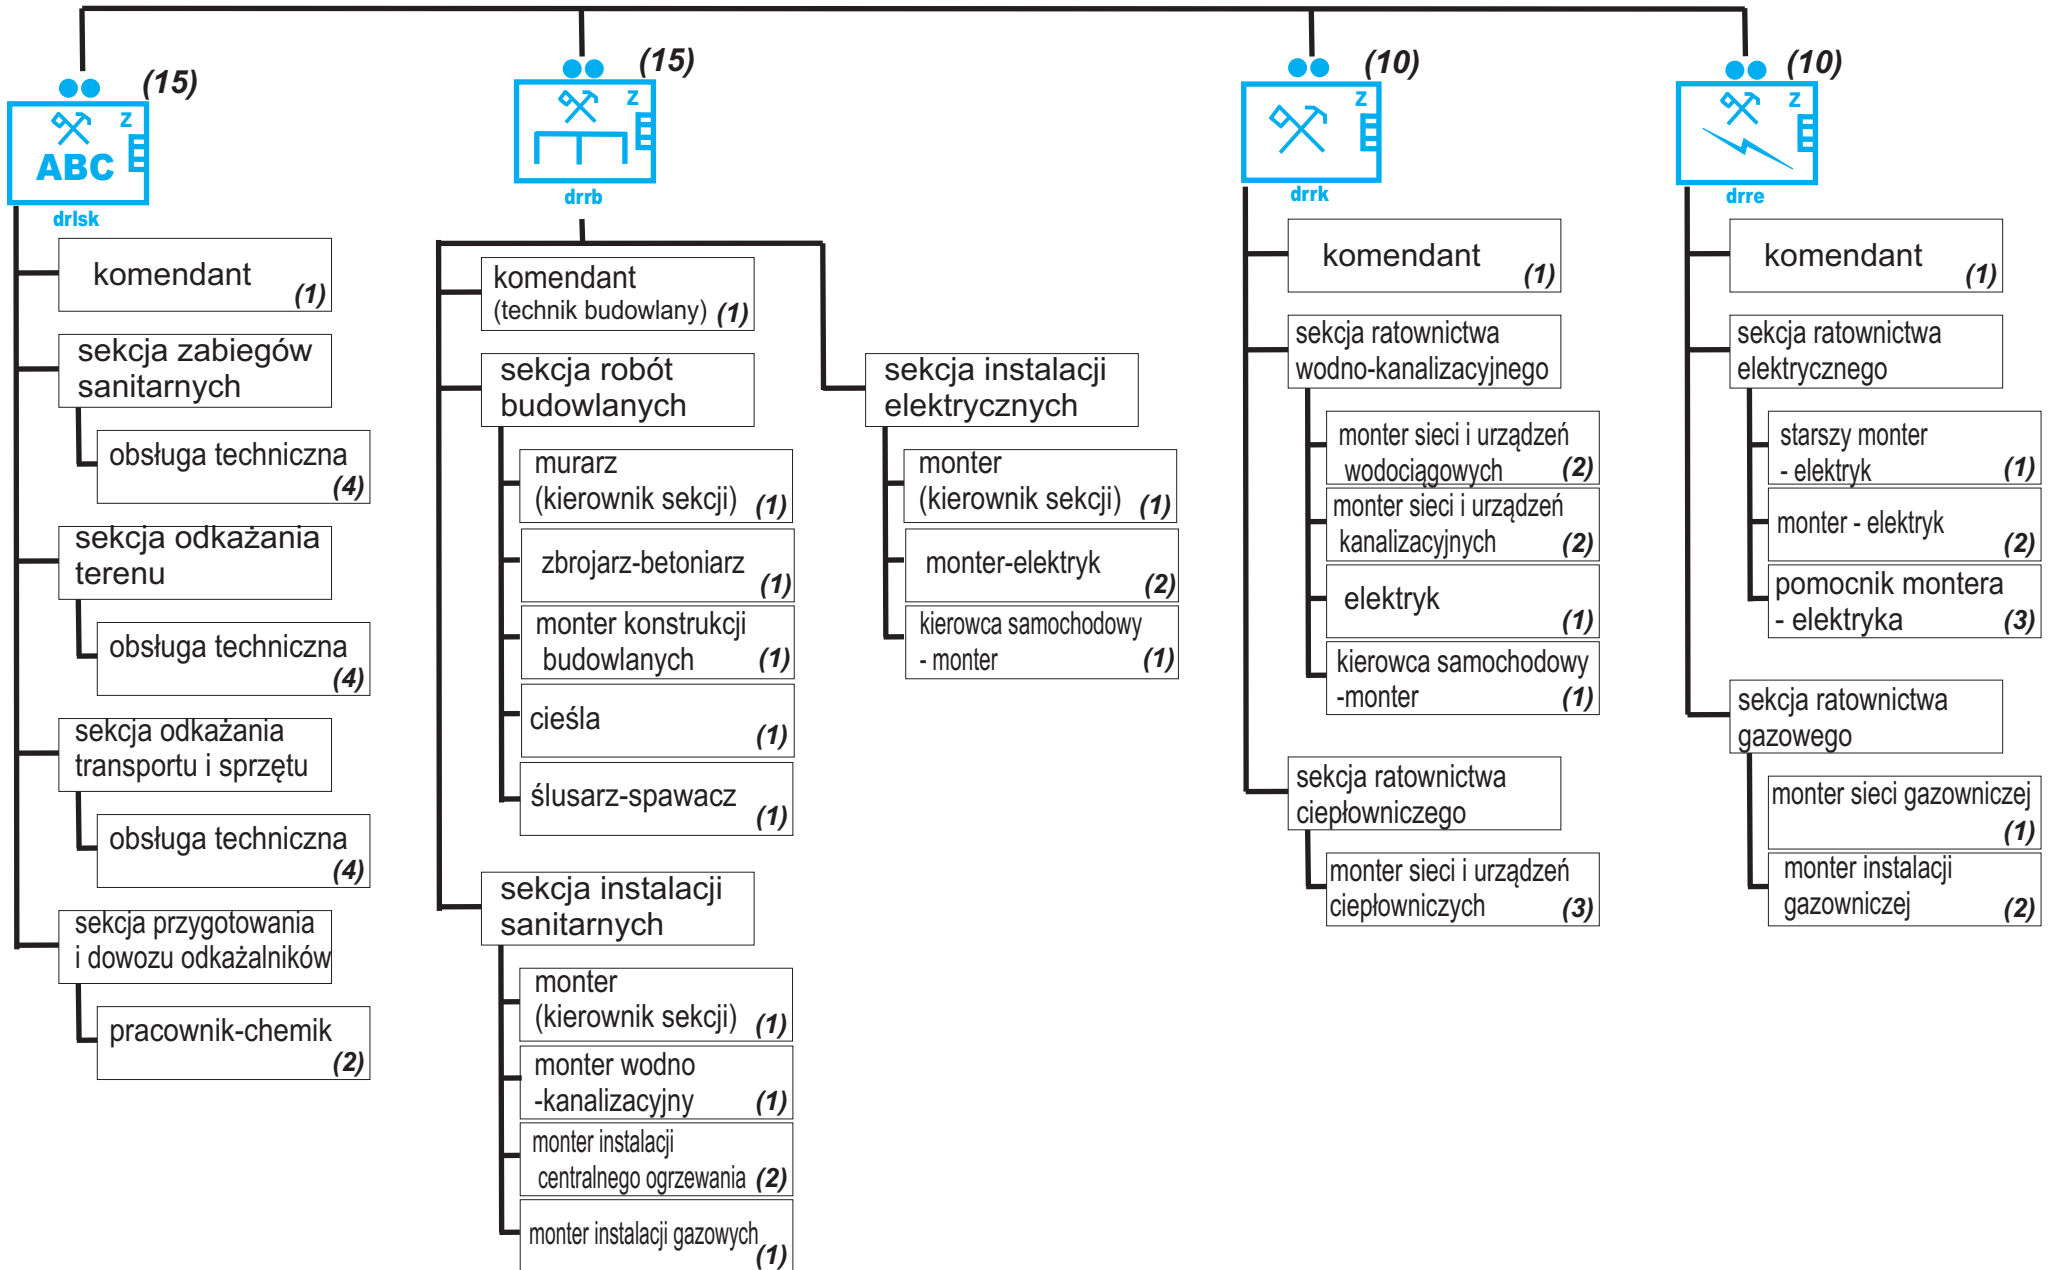 (15)
Z
ABC
drlsk
komendant
(1)
sekcja zabiegów
sanitarnych
obsługa techniczna
(4)
sekcja odkażania
terenu
obsługa techniczna
(4)
sekcja odkażania
transportu i sprzętu
obsługa techniczna
(4)
sekcja przygotowania
i dowozu odkażalników
pracownik-chemik
(2)
(15)
Z
drrb
komendant
(technik budowlany) (1)
sekcja robót
budowlanych
murarz
(kierownik sekcji) (1)
zbrojarz-betoniarz
(1)
monter konstrukcji
budowlanych (1)
cieśla
(1)
ślusarz-spawacz
(1)
sekcja instalacji
sanitarnych
monter
(kierownik sekcji) (1)
monter wodno
-kanalizacyjny (1)
monter instalacji
centralnego ogrzewania (2)
monter instalacji gazowych
(1)
sekcja instalacji
elektrycznych
monter
(kierownik sekcji) (1)
monter-elektryk
(2)
kierowca samochodowy
- monter (1)
(10)
Z
drrk
komendant
(1)
sekcja ratownictwa
wodno-kanalizacyjnego
monter sieci i urządzeń
wodociągowych (2)
monter sieci i urządzeń
kanalizacyjnych (2)
elektryk
(1)
kierowca samochodowy
-monter (1)
sekcja ratownictwa
ciepłowniczego
monter sieci i urządzeń
ciepłowniczych (3)
(10)
Z
drre
komendant
(1)
sekcja ratownictwa
elektrycznego
starszy monter
- elektryk (1)
monter - elektryk
(2)
pomocnik montera
- elektryka (3)
sekcja ratownictwa
gazowego
monter sieci gazowniczej
(1)
monter instalacji
gazowniczej (2)